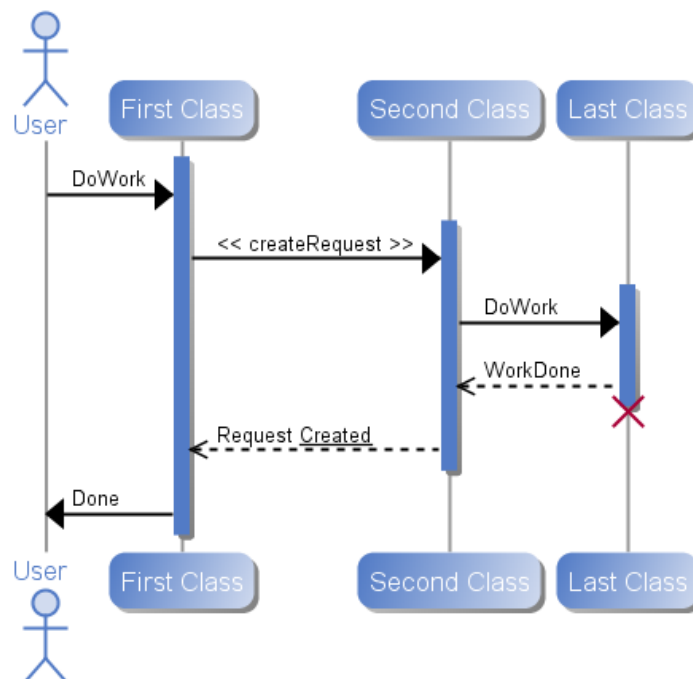 User
First Class
Second Class
Last Class
DoWork
<< createRequest >>
DoWork
WorkDone
Request Created
Done
User
First Class
Second Class
Last Class